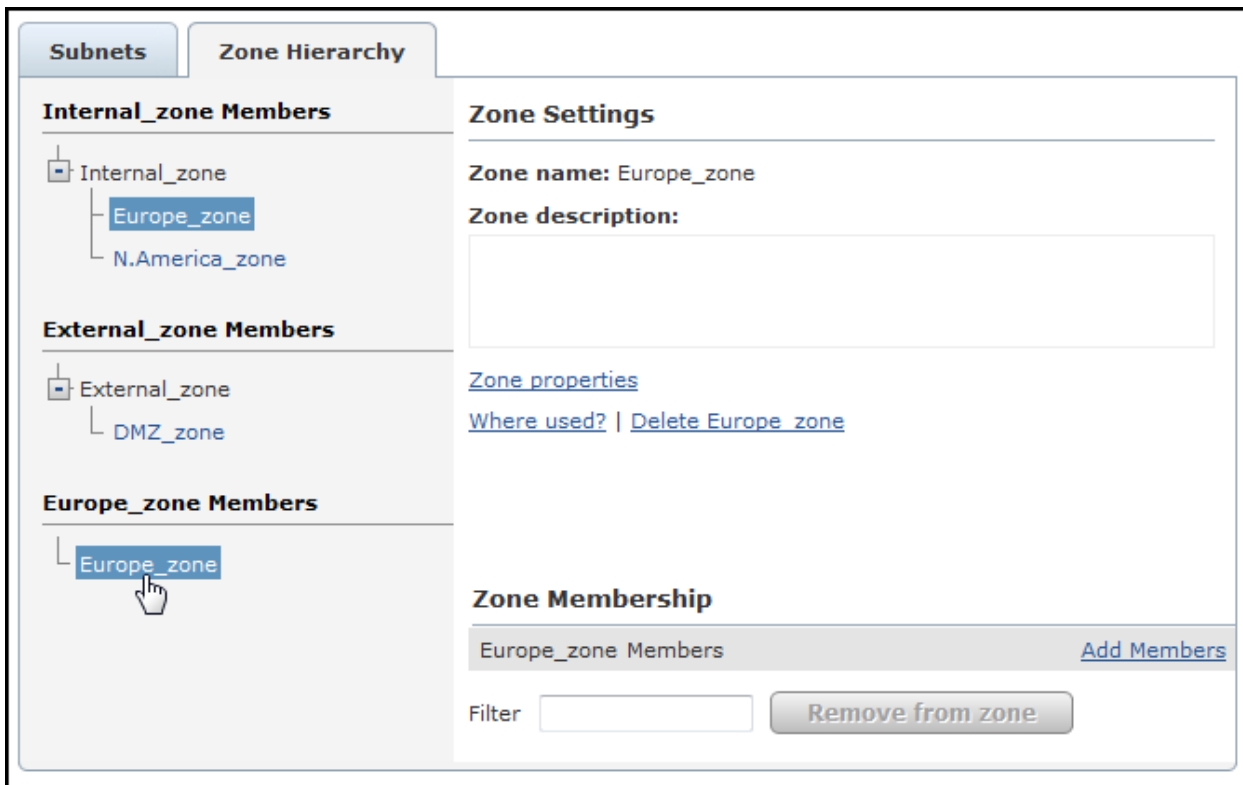 Subnets
Zone Hierarchy
Internal_zone Members
Internal_zone
Europe_zone
N.America_zone
External_zone Members
External_zone
DMZ_zone
Europe_zone Members
Europe_zone
Zone Settings
Zone name: Europe_zone
Zone description:
Zone properties
Where used? | Delete Europe_zone
Zone Membership
Europe_zone Members
Add Members
Filter
Remove from zone